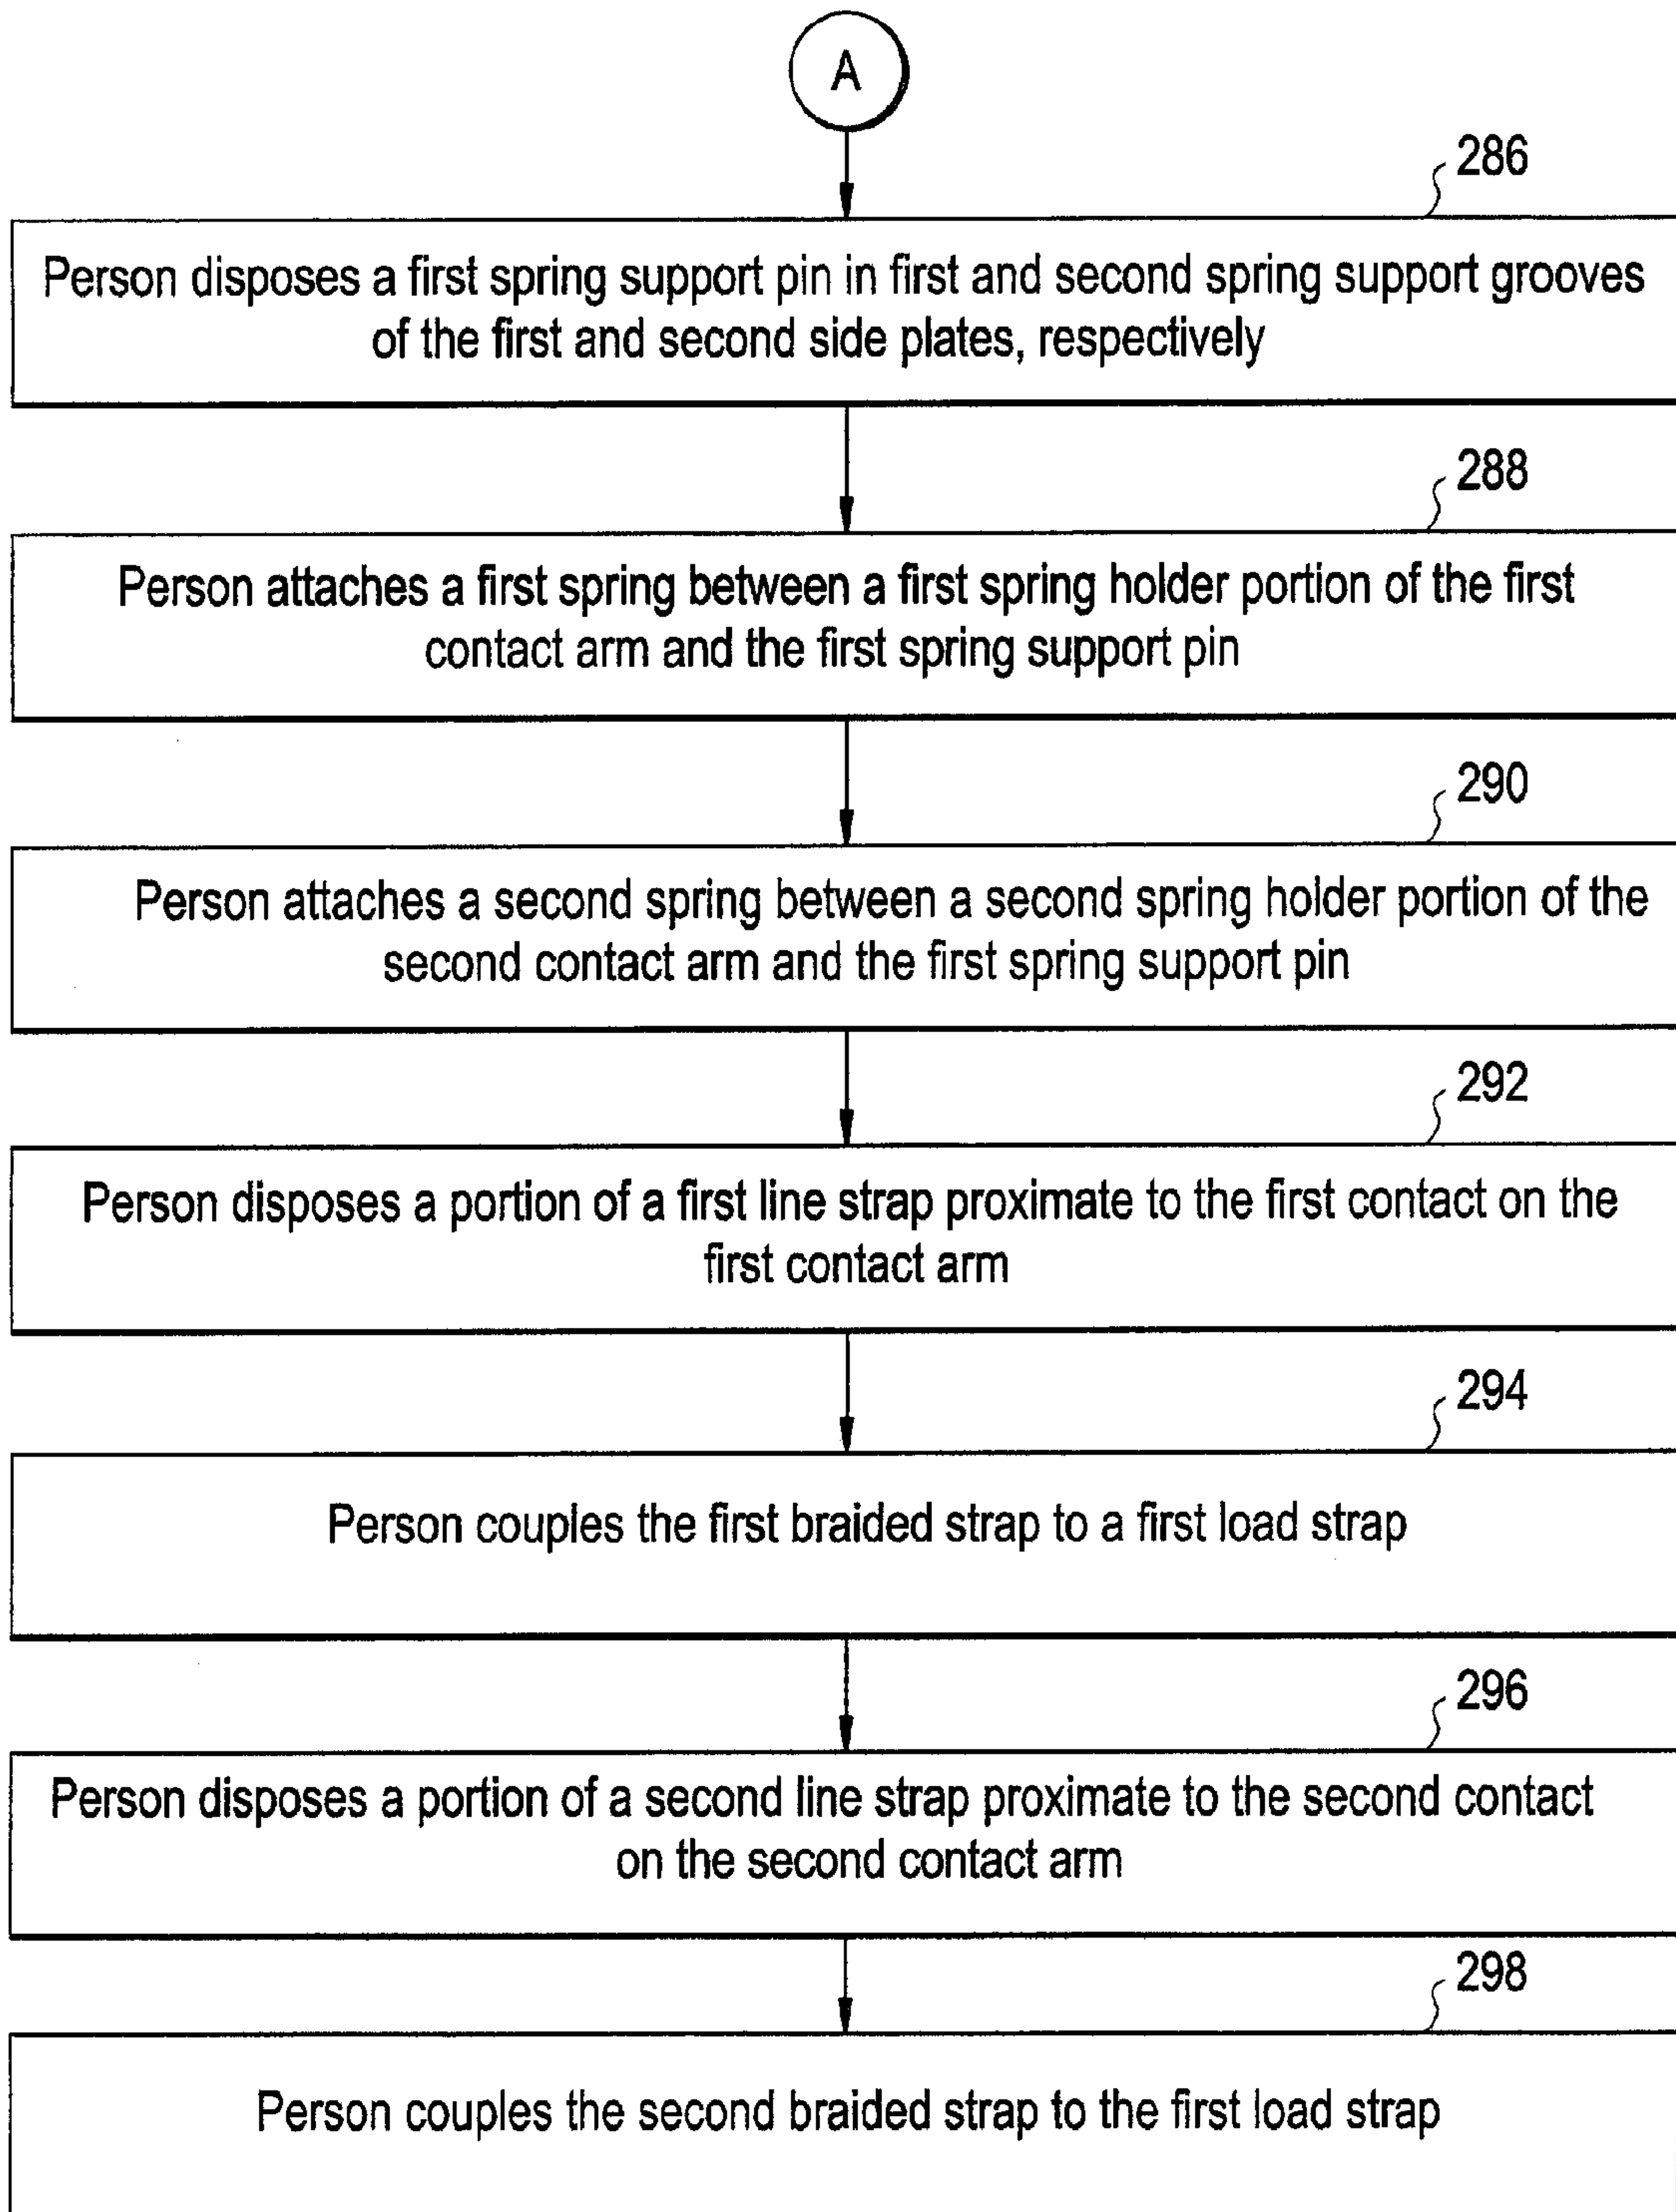 A
286
Person disposes a first spring support pin in first and second spring support grooves
of the first and second side plates, respectively
288
Person attaches a first spring between a first spring holder portion of the first
contact arm and the first spring support pin
290
Person attaches a second spring between a second spring holder portion of the
second contact arm and the first spring support pin
292
Person disposes a portion of a first line strap proximate to the first contact on the
first contact arm
294
Person couples the first braided strap to a first load strap
296
Person disposes a portion of a second line strap proximate to the second contact
on the second contact arm
298
Person couples the second braided strap to the first load strap